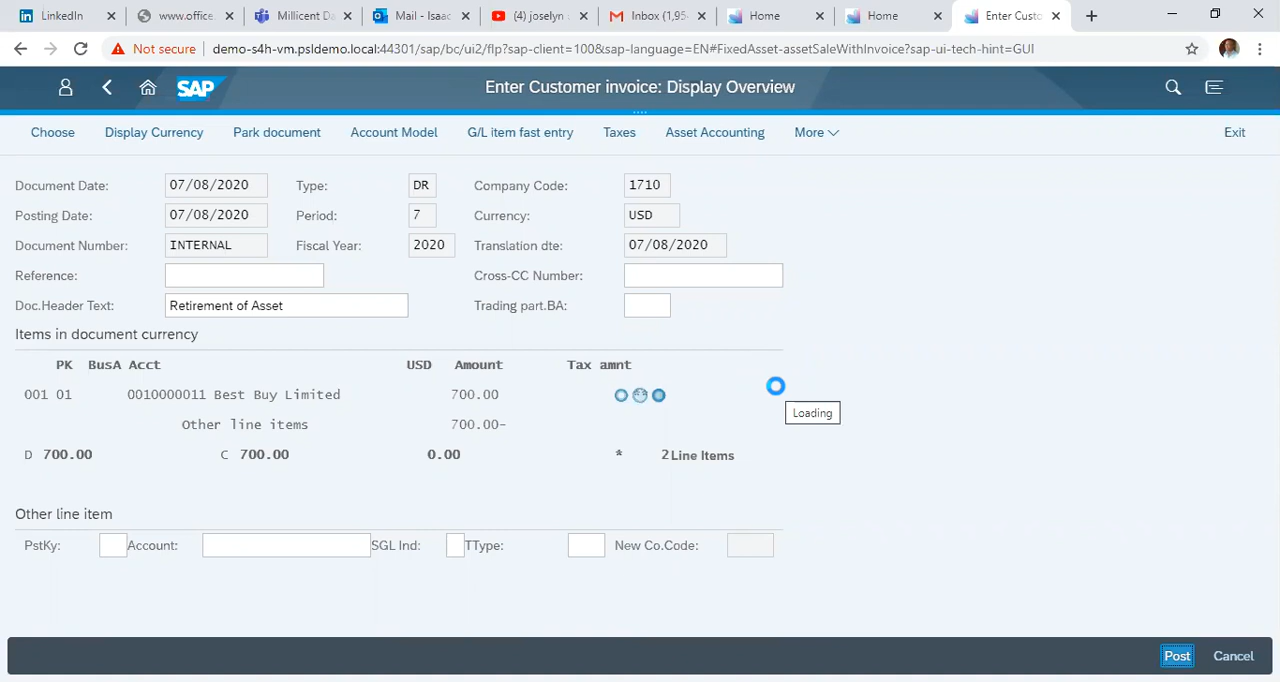 LinkedIn
www.office
Millicent Da
Mail - Isaac
(4) joselyn
Inbox (1,95
Home
Home
Enter Custo
Not secure
demo-s4h-vm.psldemo.local:44301/sap/bc/ui2/flp?sap-client=100&sap-language=EN#FixedAsset-assetSaleWithInvoice?sap-ui-tech-hint=GUI
SAP Enter Customer invoice: Display Overview
Choose Display Currency Park document Account Model G/L item fast entry Taxes Asset Accounting More Exit
Document Date: 07/08/2020 Type: DR Company Code: 1710
Posting Date: 07/08/2020 Period: 7 Currency: USD
Document Number: INTERNAL Fiscal Year: 2020 Translation dte: 07/08/2020
Reference: Cross-CC Number:
Doc.Header Text: Retirement of Asset Trading part.BA:
Items in document currency
PK BusA Acct USD Amount Tax amnt
001 01 0010000011 Best Buy Limited 700.00
Loading
Other line items 700.00-
D 700.00 C 700.00 0.00 * 2 Line Items
Other line item
PstKy: Account: SGL Ind: TType: New Co.Code:
Post Cancel